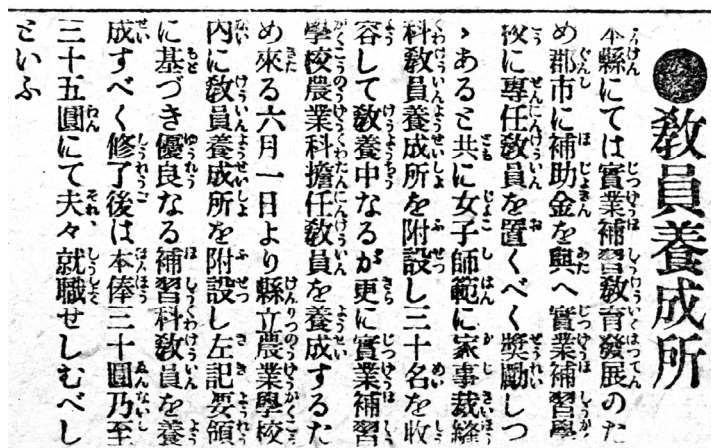 ●教員養成所
本縣にては實業補習敎育發展のた
め郡市に補助金を與へ實業補習學
校に專任敎員を置くべく奬勵しつ
ゝあると共に女子師範に家事裁縫
科敎員養成所を附設し三十名を收
容して敎養中なるが更に實業補習
學校農業科擔任敎員を養成するた
め來る六月一日より縣立農業學校
内に敎員養成所を附設し左記要領
に基づき優良なる補習科敎員を養
成すべく修了後は本俸三十圓乃至
三十五圓にて夫々就職せしむべし
といふ